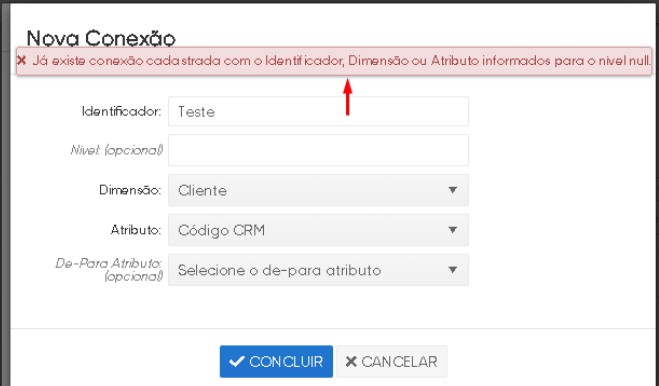 Nova Conexão
✖ Já existe conexão cadastrada com o Identificador, Dimensão ou Atributo informados para o nivel null.
Identificador: Teste
Nivel: (opcional)
Dimensão: Cliente
Atributo: Código CRM
De-Para Atributo: (opcional) Selecione o de-para atributo
✔ CONCLUIR ✖ CANCELAR